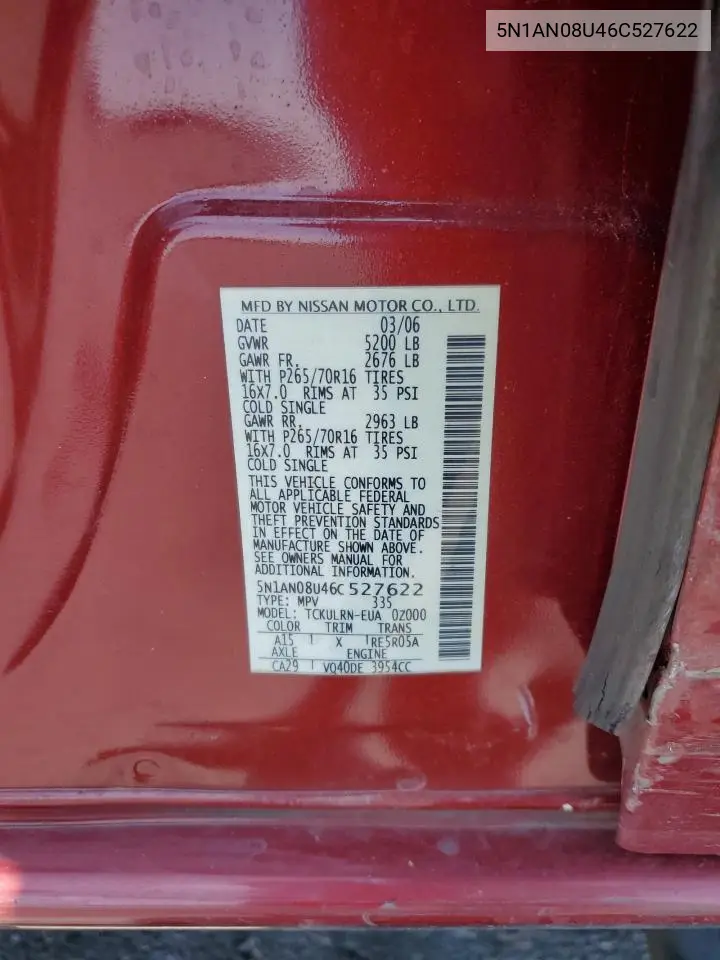 5N1AN08U46C527622
MFD BY NISSAN MOTOR CO., LTD.
DATE 03/06
GVWR 5200 LB
GAWR FR. 2676 LB
WITH P265/70R16 TIRES
16X7.0 RIMS AT 35 PSI
COLD SINGLE
GAWR RR. 2963 LB
WITH P265/70R16 TIRES
16X7.0 RIMS AT 35 PSI
COLD SINGLE
THIS VEHICLE CONFORMS TO
ALL APPLICABLE FEDERAL
MOTOR VEHICLE SAFETY AND
THEFT PREVENTION STANDARDS
IN EFFECT ON THE DATE OF
MANUFACTURE SHOWN ABOVE.
SEE OWNERS MANUAL FOR
ADDITIONAL INFORMATION.
5N1AN08U46C527622
TYPE: MPV 335
MODEL: TCKULRN-EUA 0Z000
COLOR TRIM TRANS
A15 X RE5R05A
AXLE ENGINE
CA29 VQ40DE 3954CC